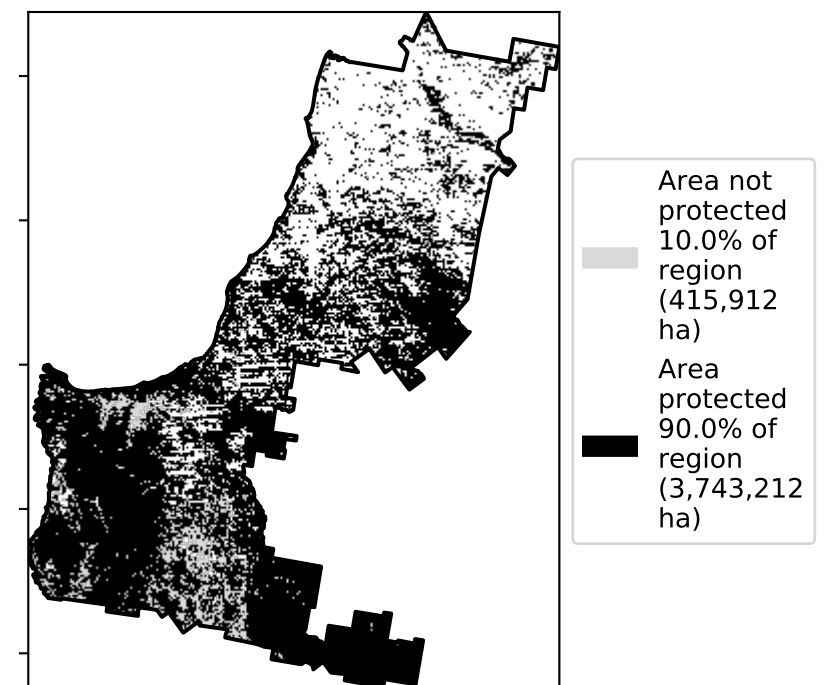 Area not
protected
10.0% of
region
(415,912
ha)
Area
protected
90.0% of
region
(3,743,212
ha)